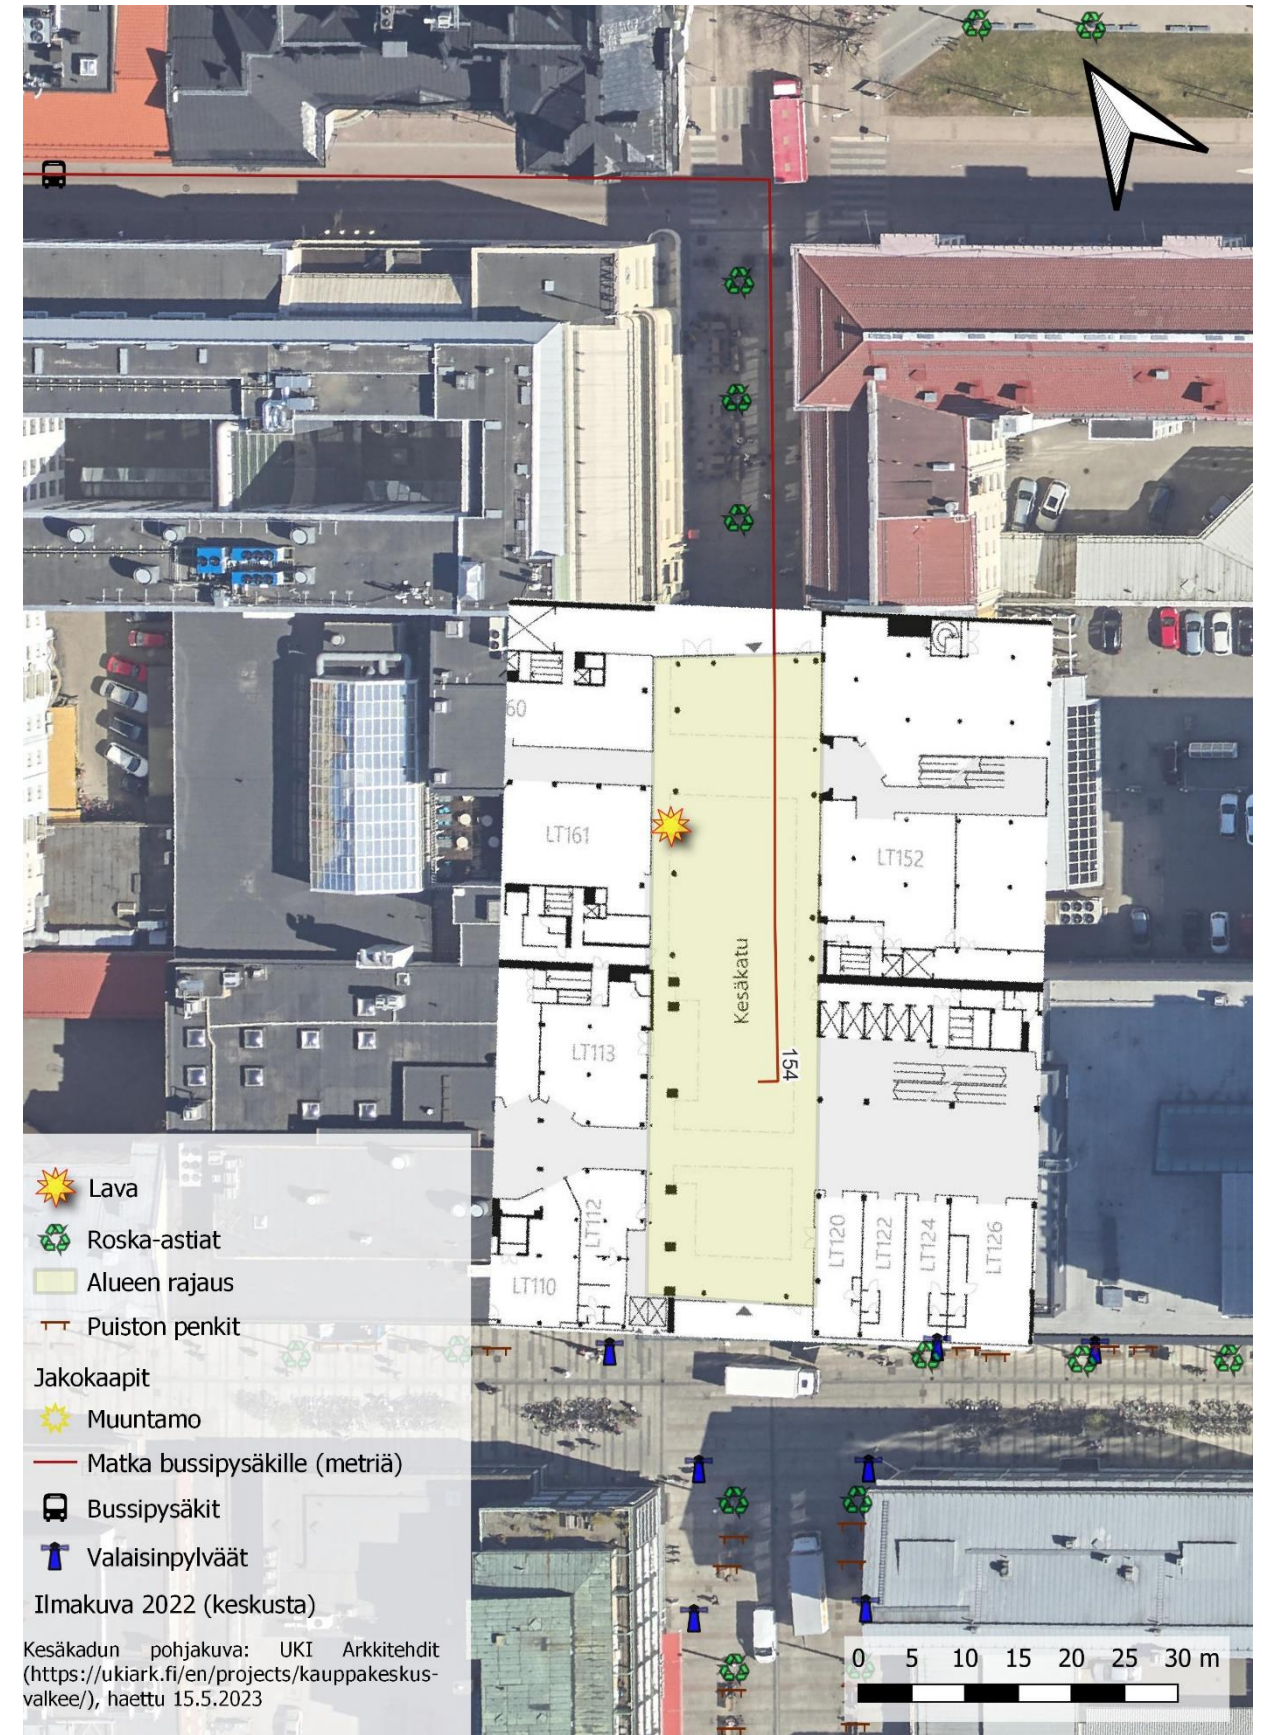 60
LT161
LT152
Kesäkatu
LT113
154
LT112
LT110
LT120
LT122
LT124
LT126
Lava
Roska-astiat
Alueen rajaus
Puiston penkit
Jakokaapit
Muuntamo
Matka bussipysäkille (metriä)
Bussipysäkit
Valaisinpylväät
Ilmakuva 2022 (keskusta)
Kesäkadun pohjakuva: UKI Arkkitehdit
(https://ukiark.fi/en/projects/kauppakeskus-
valkee/), haettu 15.5.2023
0 5 10 15 20 25 30 m